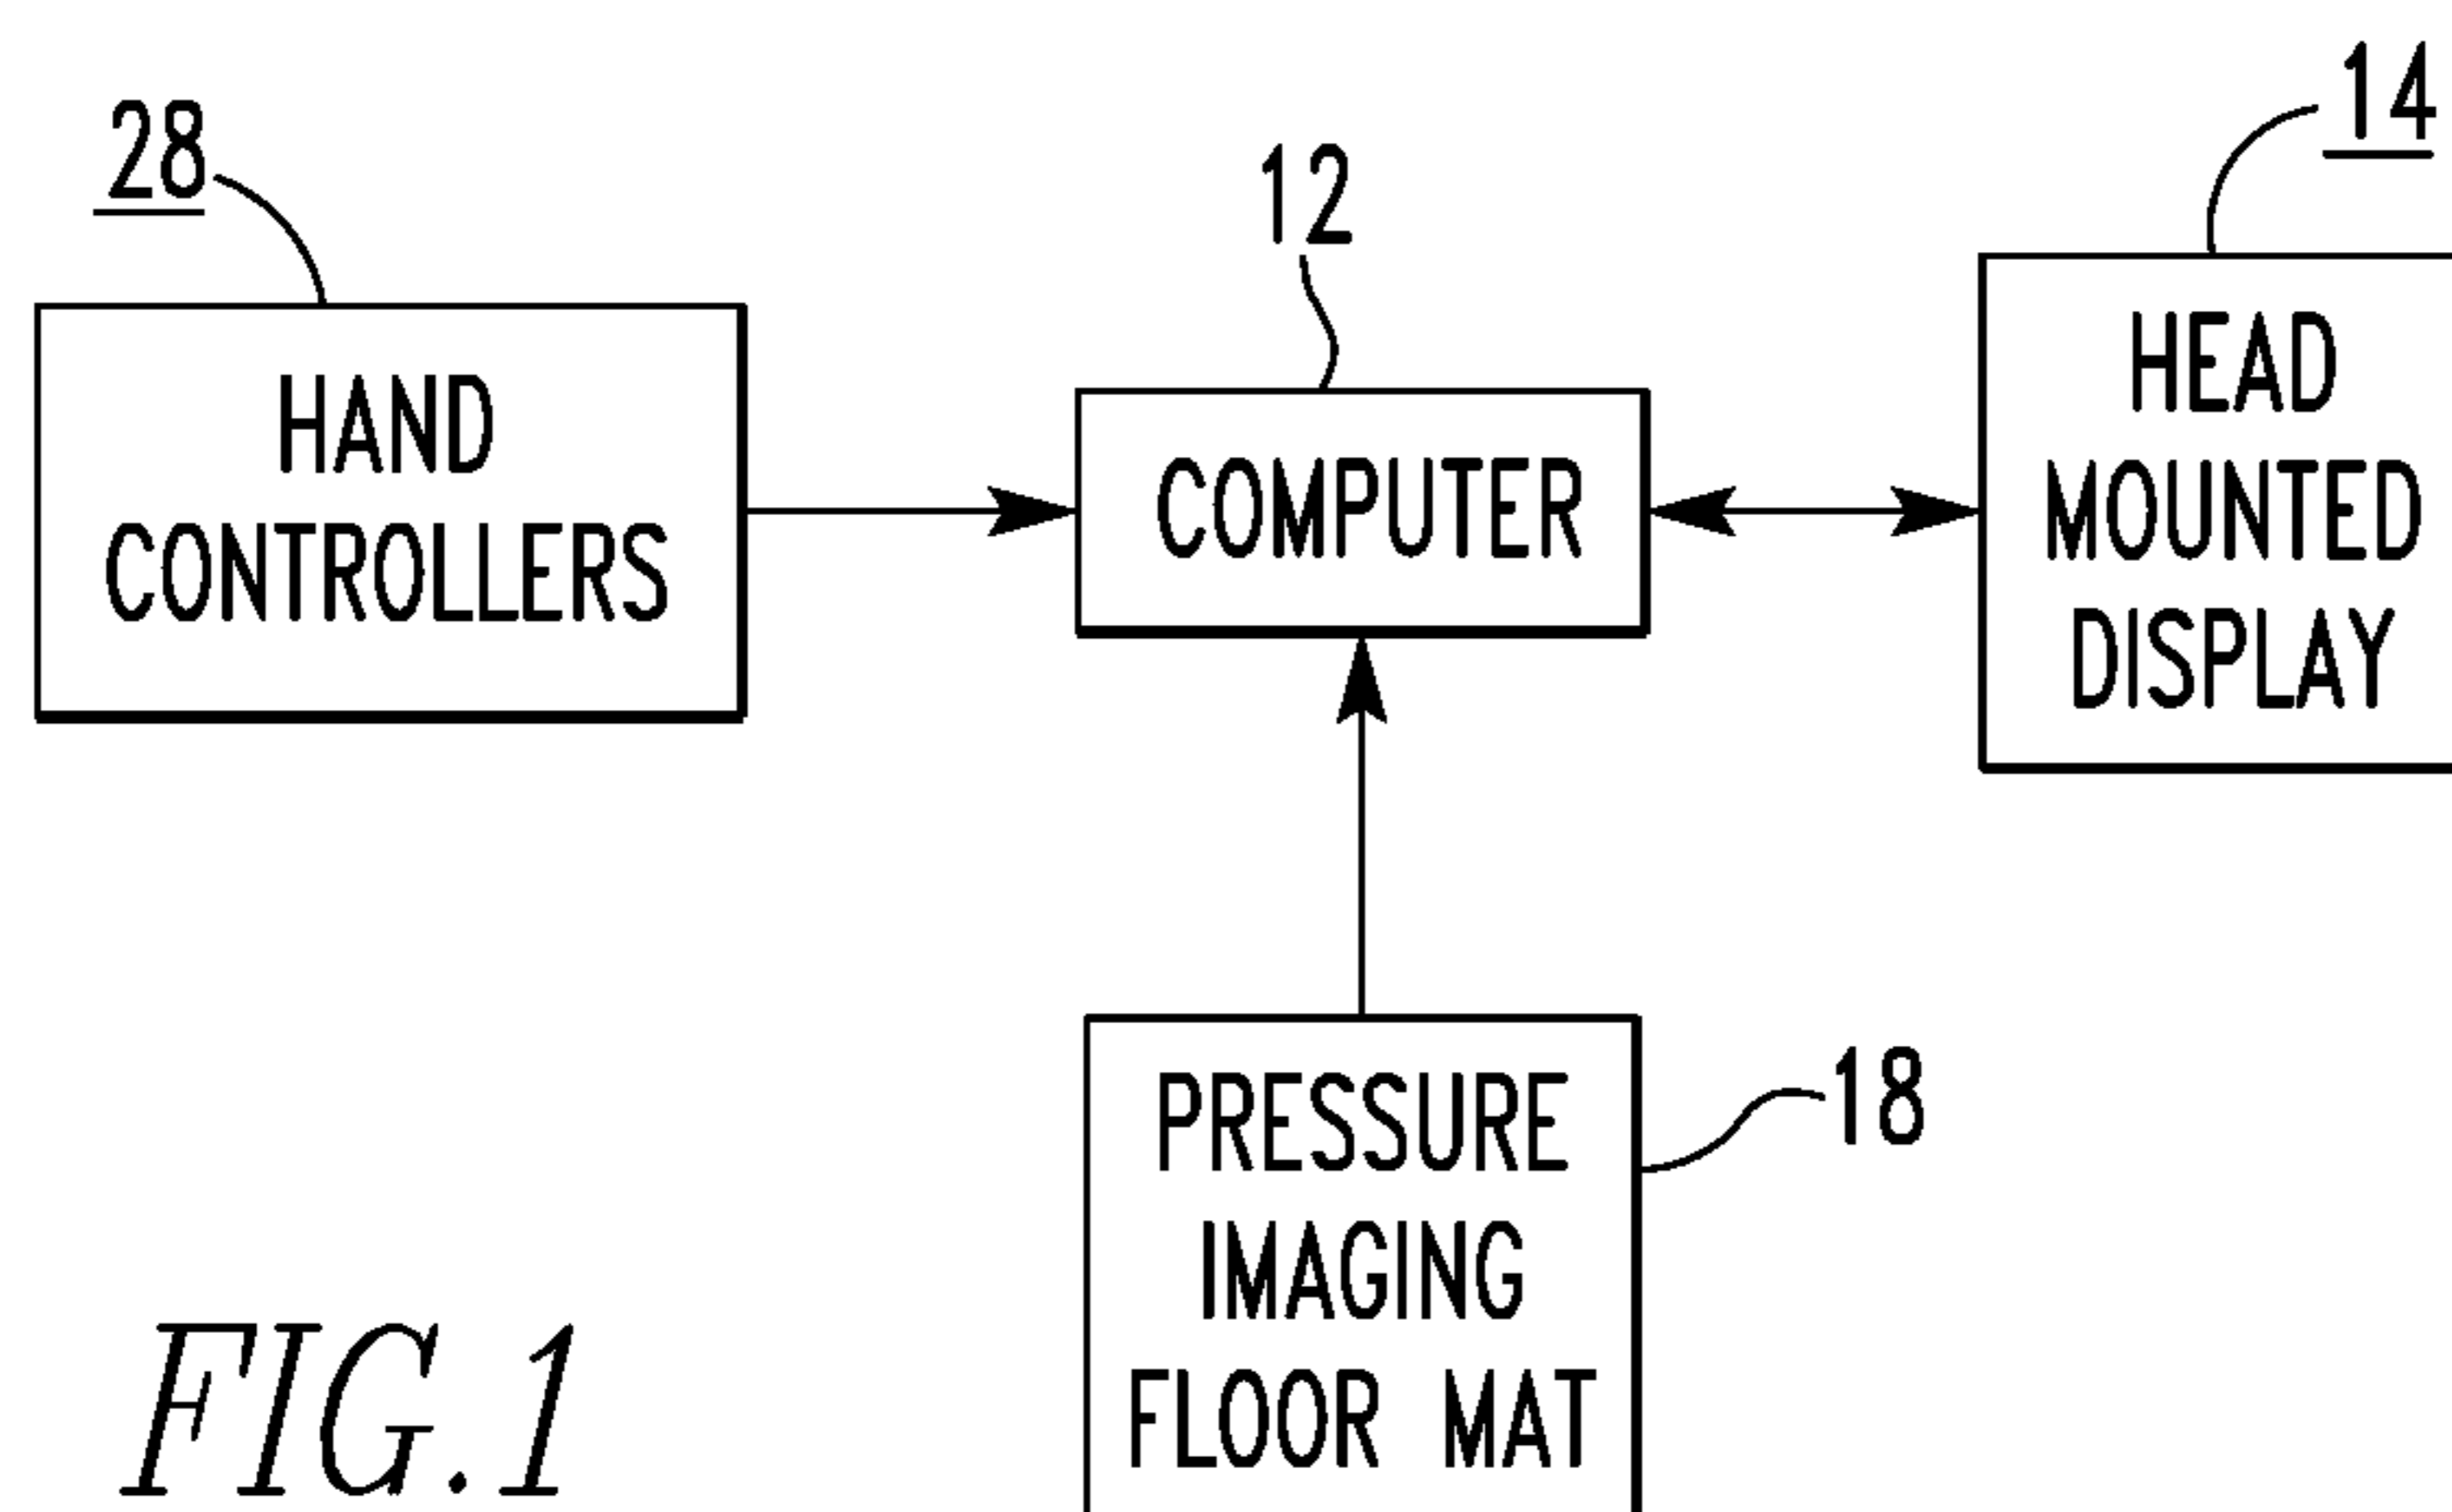 28
12
14
HAND
CONTROLLERS
COMPUTER
HEAD
MOUNTED
DISPLAY
PRESSURE
IMAGING
FLOOR MAT
18
FIG.1